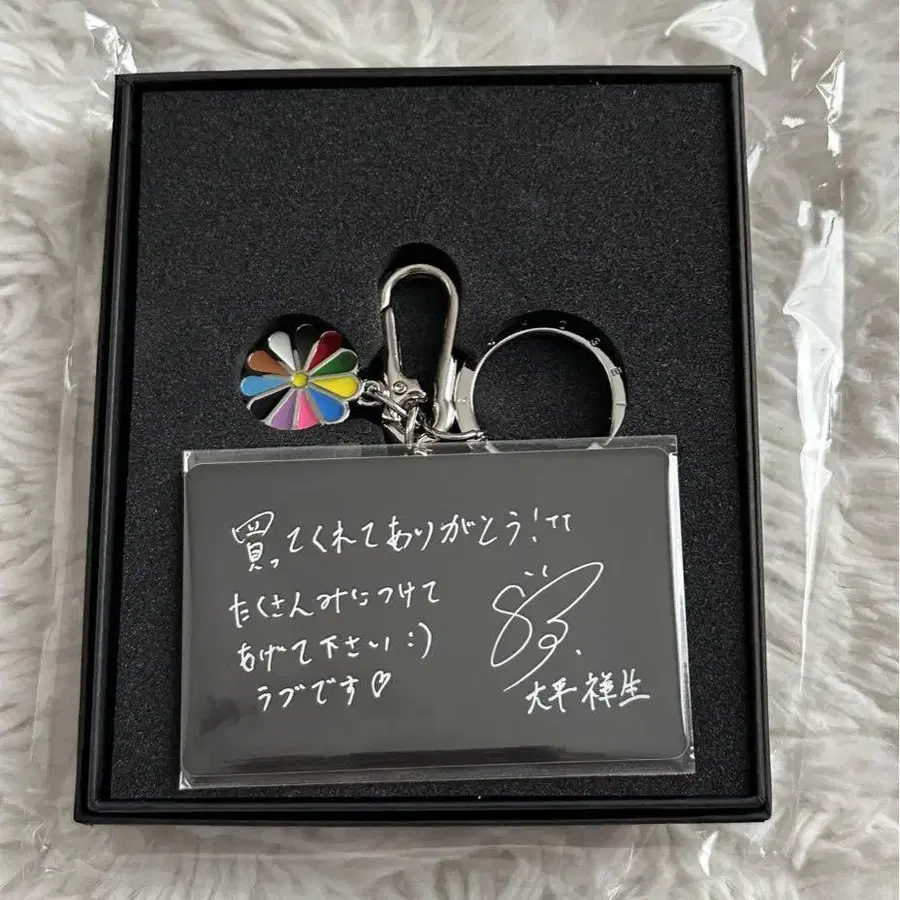 買ってくれてありがとう!TT
たくさんみにつけて
あげて下さい:)
ラブです♡
大平祥生